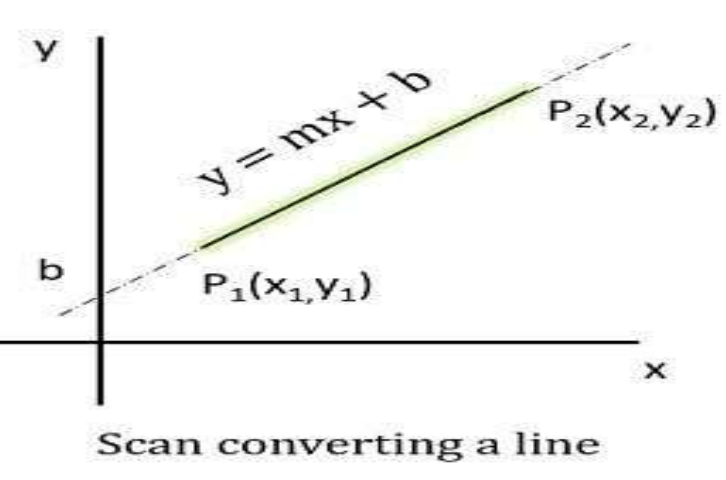 y
y = mx + b
P₂(x₂,y₂)
b
P₁(x₁,y₁)
x
Scan converting a line